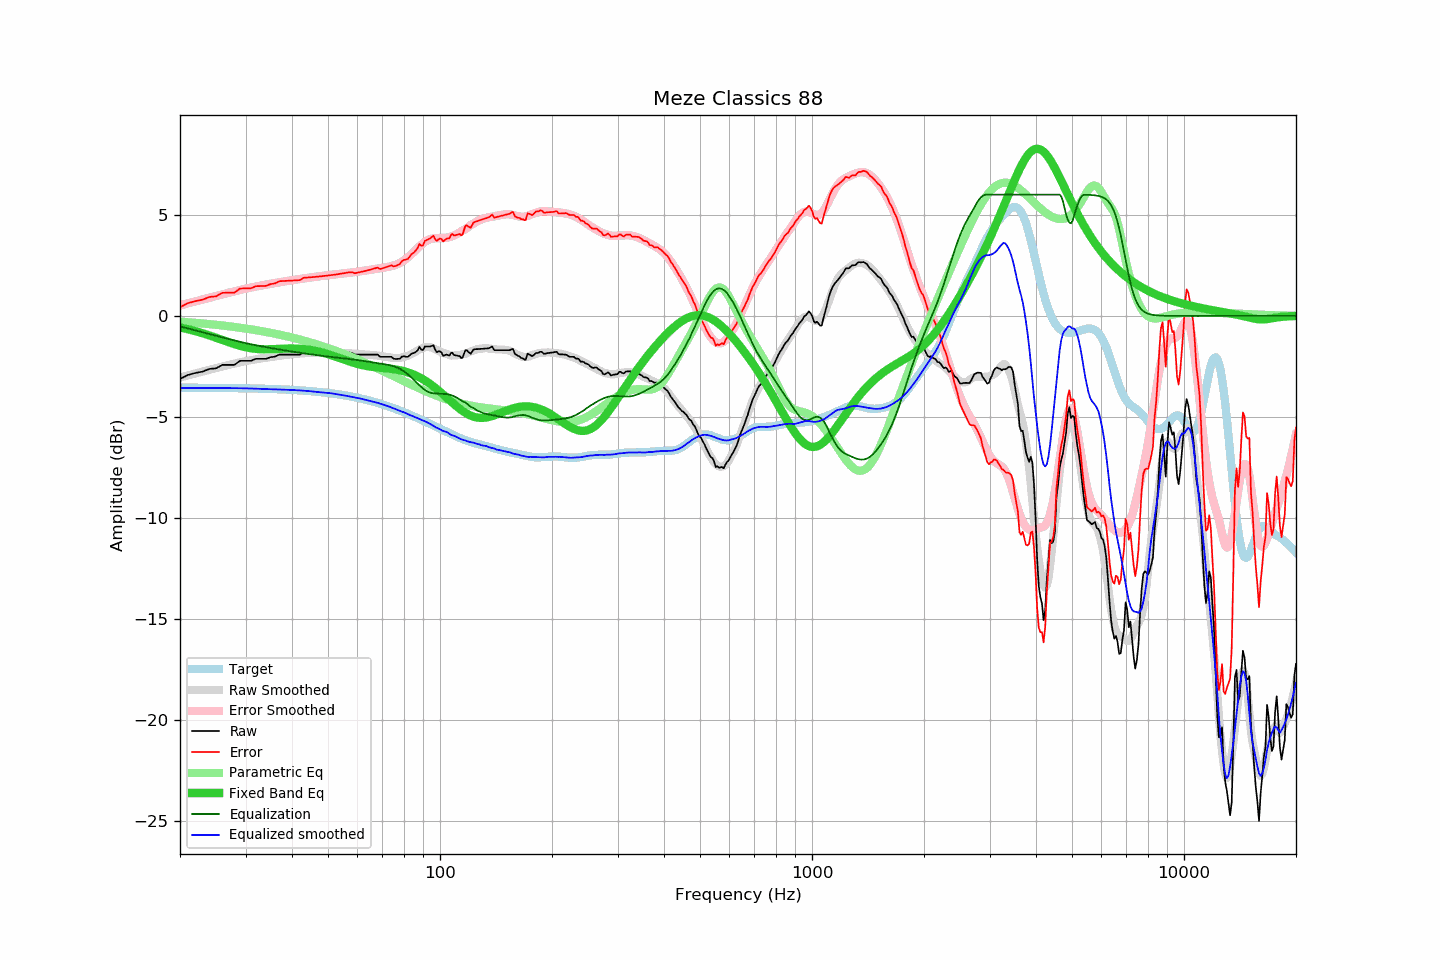 Meze Classics 88
5
0
−5
−10
−15
−20
−25
Amplitude (dBr)
Target
Raw Smoothed
Error Smoothed
Raw
Error
Parametric Eq
Fixed Band Eq
Equalization
Equalized smoothed
100 1000 10000
Frequency (Hz)